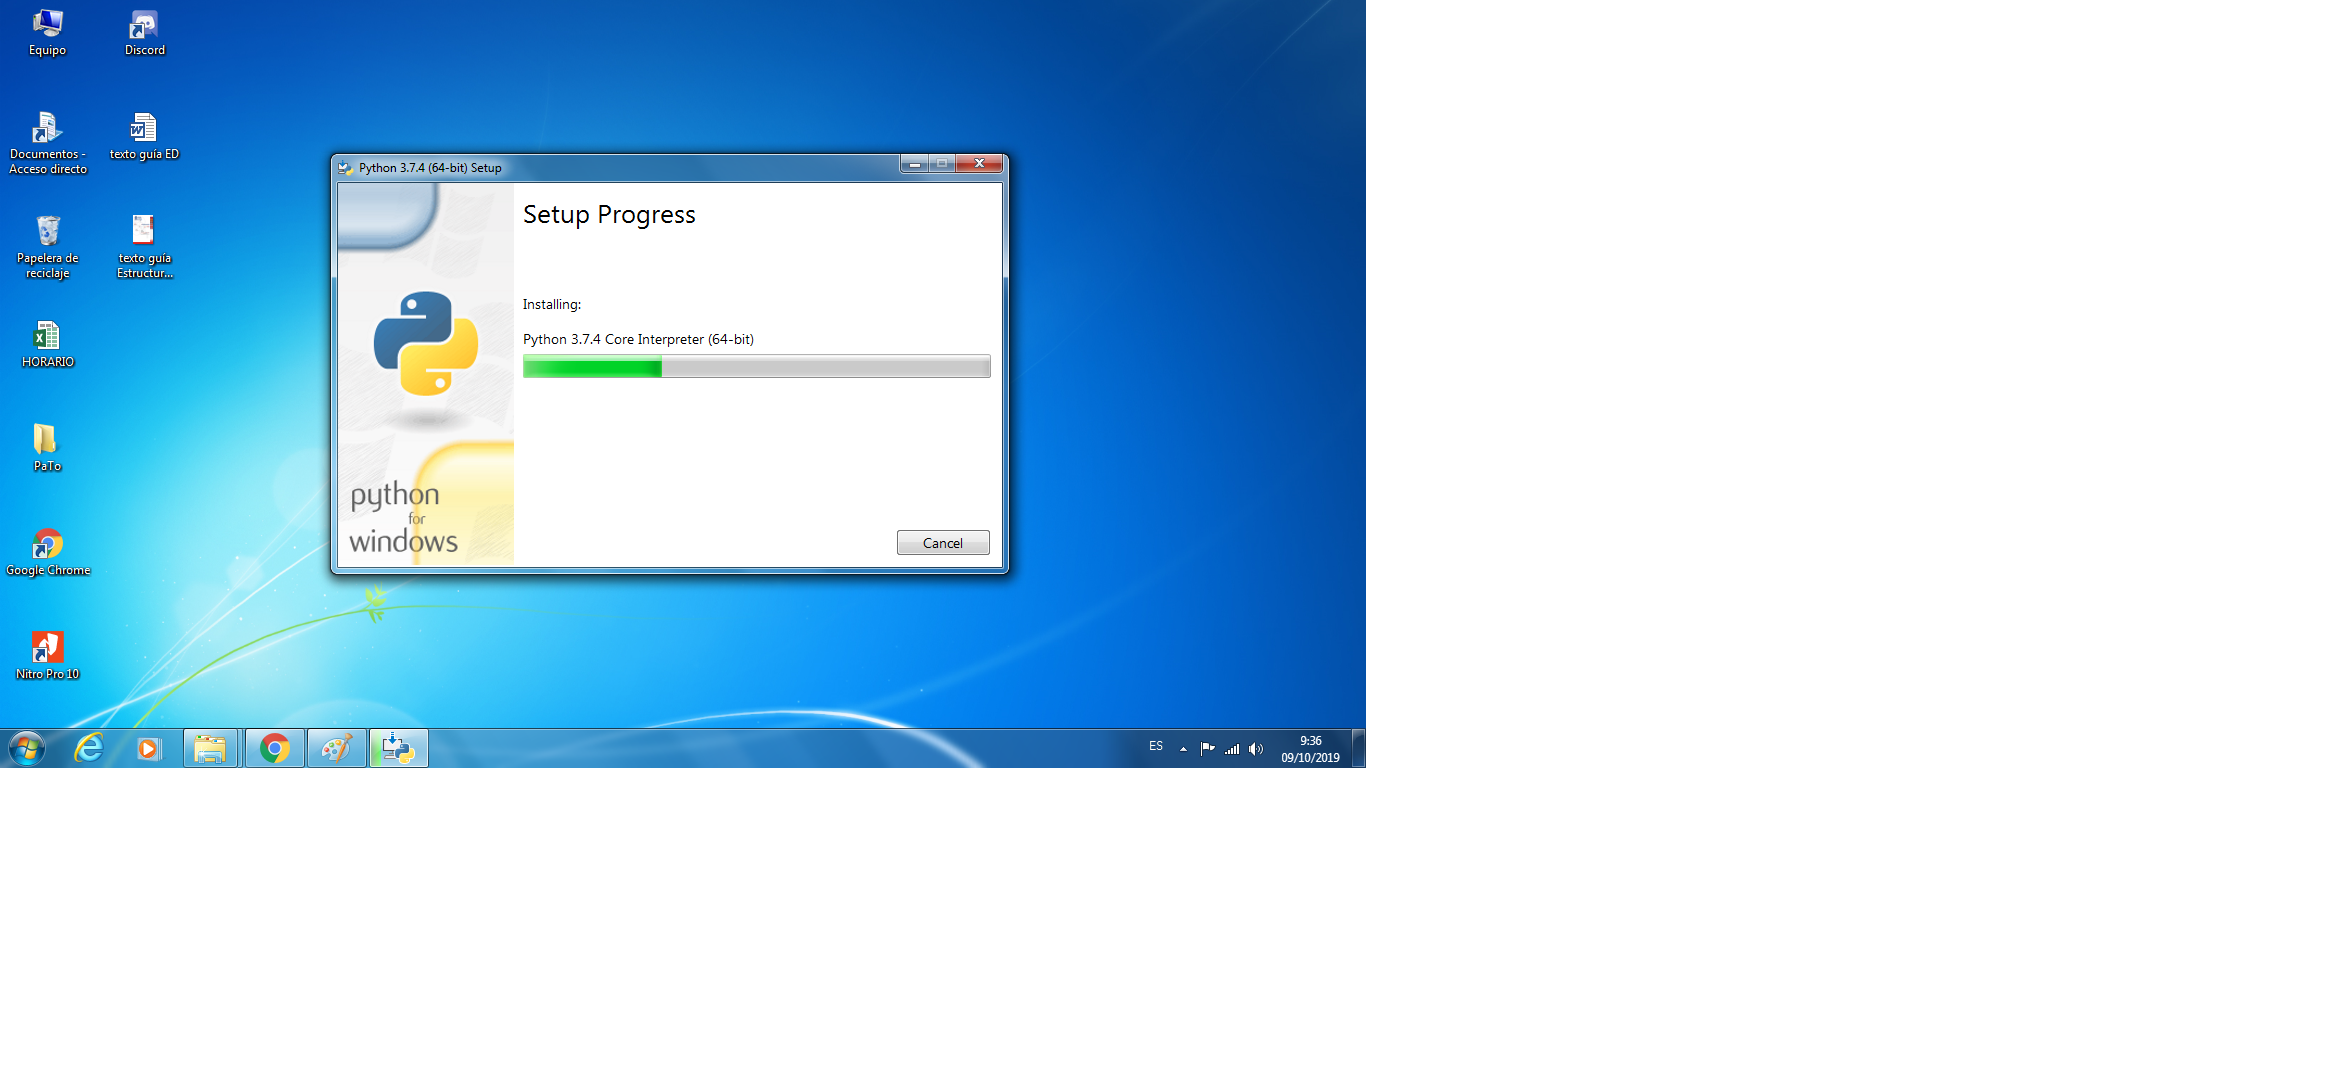 Equipo
Discord
Documentos -
Acceso directo
texto guía ED
Papelera de
reciclaje
texto guía
Estructur...
HORARIO
PaTo
Google Chrome
Nitro Pro 10
Python 3.7.4 (64-bit) Setup
Setup Progress
Installing:
Python 3.7.4 Core Interpreter (64-bit)
python
for
windows
Cancel
ES
9:36
09/10/2019